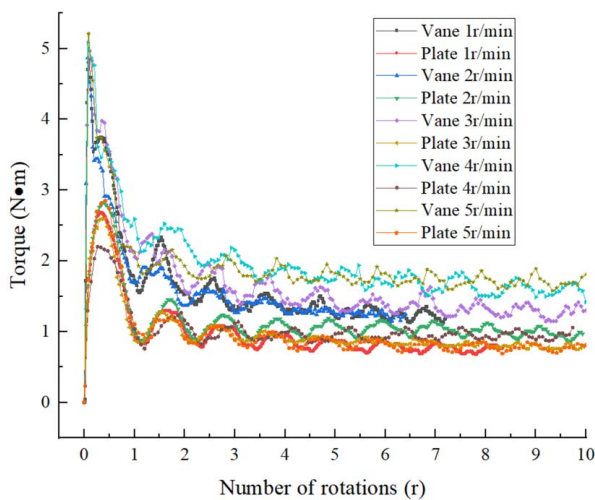 Torque (N●m)
5
4
3
2
1
0
Vane 1r/min
Plate 1r/min
Vane 2r/min
Plate 2r/min
Vane 3r/min
Plate 3r/min
Vane 4r/min
Plate 4r/min
Vane 5r/min
Plate 5r/min
0 1 2 3 4 5 6 7 8 9 10
Number of rotations (r)